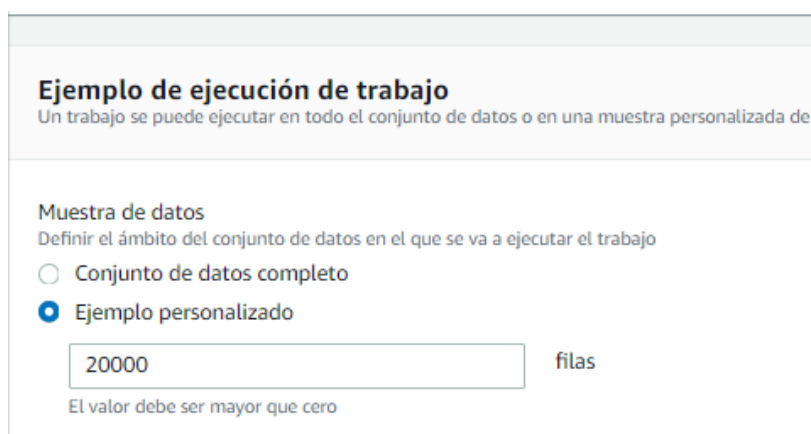 Ejemplo de ejecución de trabajo
Un trabajo se puede ejecutar en todo el conjunto de datos o en una muestra personalizada de
Muestra de datos
Definir el ámbito del conjunto de datos en el que se va a ejecutar el trabajo
Conjunto de datos completo
Ejemplo personalizado
20000 filas
El valor debe ser mayor que cero